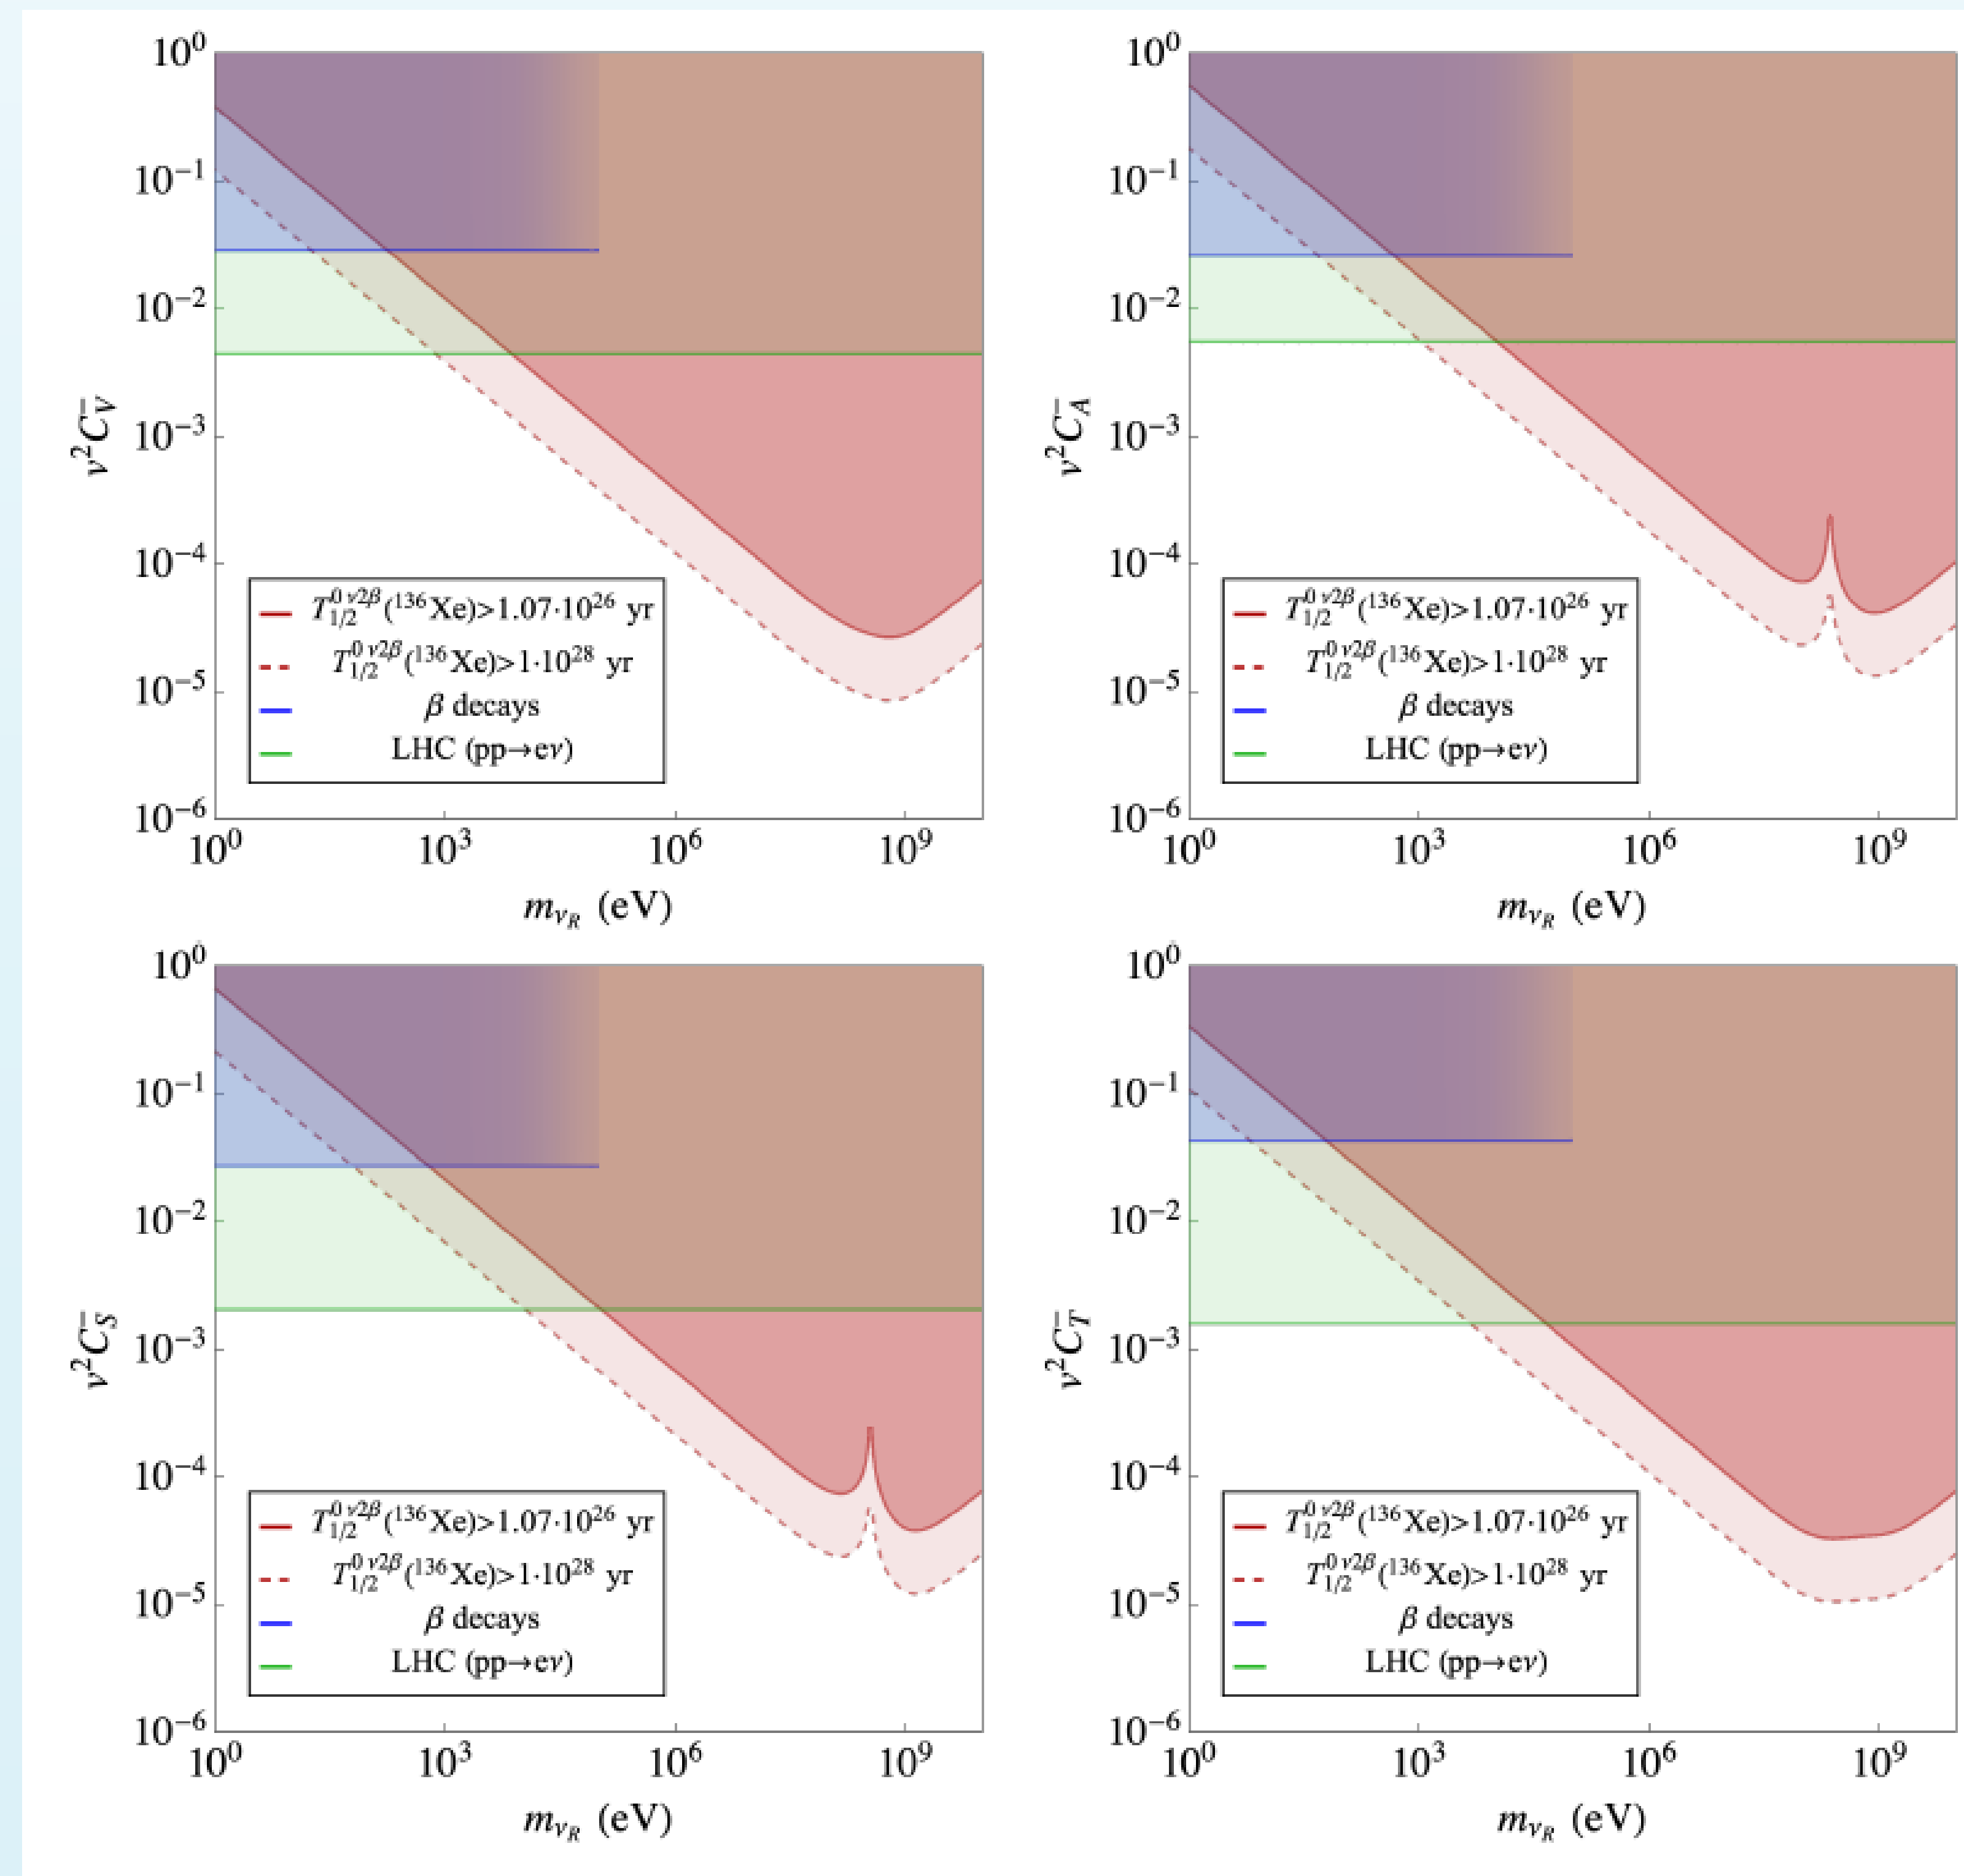 10⁰
10⁻¹
10⁻²
10⁻³
10⁻⁴
10⁻⁵
10⁻⁶
v²C_V⁻
T_{1/2}^{0ν2β}(¹³⁶Xe)>1.07·10²⁶ yr
T_{1/2}^{0ν2β}(¹³⁶Xe)>1·10²⁸ yr
β decays
LHC (pp→eν)
10⁰ 10³ 10⁶ 10⁹
m_{ν_R} (eV)
10⁰
10⁻¹
10⁻²
10⁻³
10⁻⁴
10⁻⁵
10⁻⁶
v²C_A⁻
T_{1/2}^{0ν2β}(¹³⁶Xe)>1.07·10²⁶ yr
T_{1/2}^{0ν2β}(¹³⁶Xe)>1·10²⁸ yr
β decays
LHC (pp→eν)
10⁰ 10³ 10⁶ 10⁹
m_{ν_R} (eV)
10⁰
10⁻¹
10⁻²
10⁻³
10⁻⁴
10⁻⁵
10⁻⁶
v²C_S⁻
T_{1/2}^{0ν2β}(¹³⁶Xe)>1.07·10²⁶ yr
T_{1/2}^{0ν2β}(¹³⁶Xe)>1·10²⁸ yr
β decays
LHC (pp→eν)
10⁰ 10³ 10⁶ 10⁹
m_{ν_R} (eV)
10⁰
10⁻¹
10⁻²
10⁻³
10⁻⁴
10⁻⁵
10⁻⁶
v²C_T⁻
T_{1/2}^{0ν2β}(¹³⁶Xe)>1.07·10²⁶ yr
T_{1/2}^{0ν2β}(¹³⁶Xe)>1·10²⁸ yr
β decays
LHC (pp→eν)
10⁰ 10³ 10⁶ 10⁹
m_{ν_R} (eV)